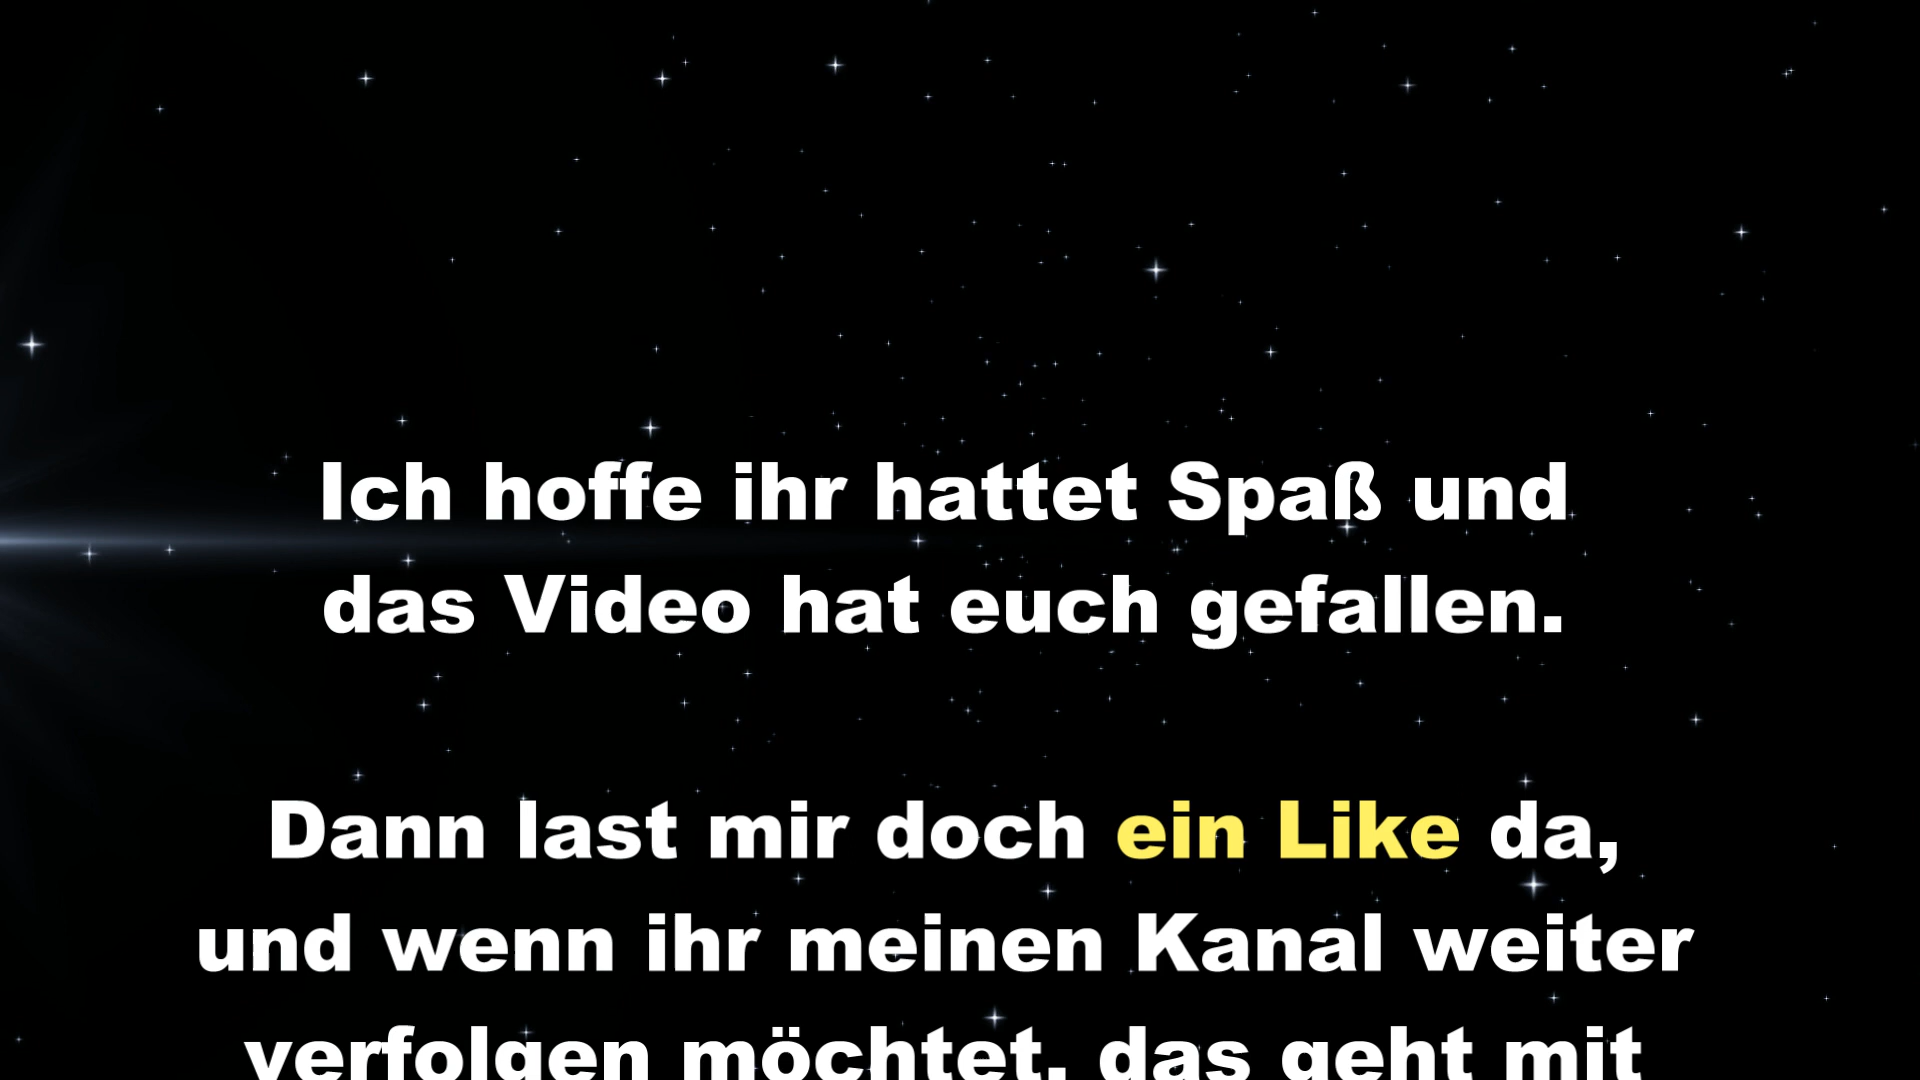 Ich hoffe ihr hattet Spaß und
das Video hat euch gefallen.
Dann last mir doch ein Like da,
und wenn ihr meinen Kanal weiter
verfolgen möchtet, das geht mit